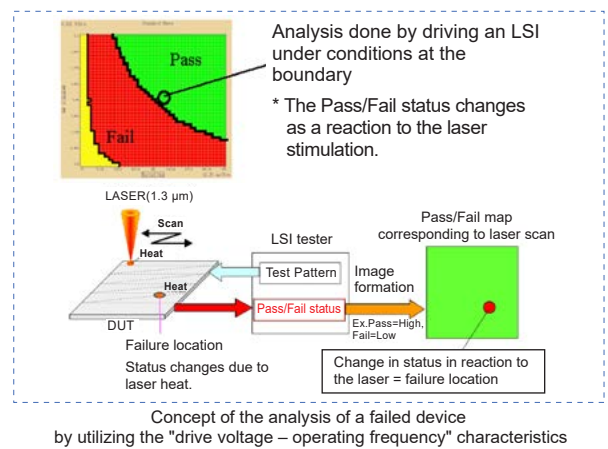 Pass
Fail
Analysis done by driving an LSI
under conditions at the
boundary
* The Pass/Fail status changes
as a reaction to the laser
stimulation.
LASER(1.3 µm)
Scan
Heat
Heat
DUT
Failure location
Status changes due to
laser heat.
LSI tester
Test Pattern
Pass/Fail status
Image
formation
Ex.Pass=High,
Fail=Low
Pass/Fail map
corresponding to laser scan
Change in status in reaction to
the laser = failure location
Concept of the analysis of a failed device
by utilizing the "drive voltage – operating frequency" characteristics